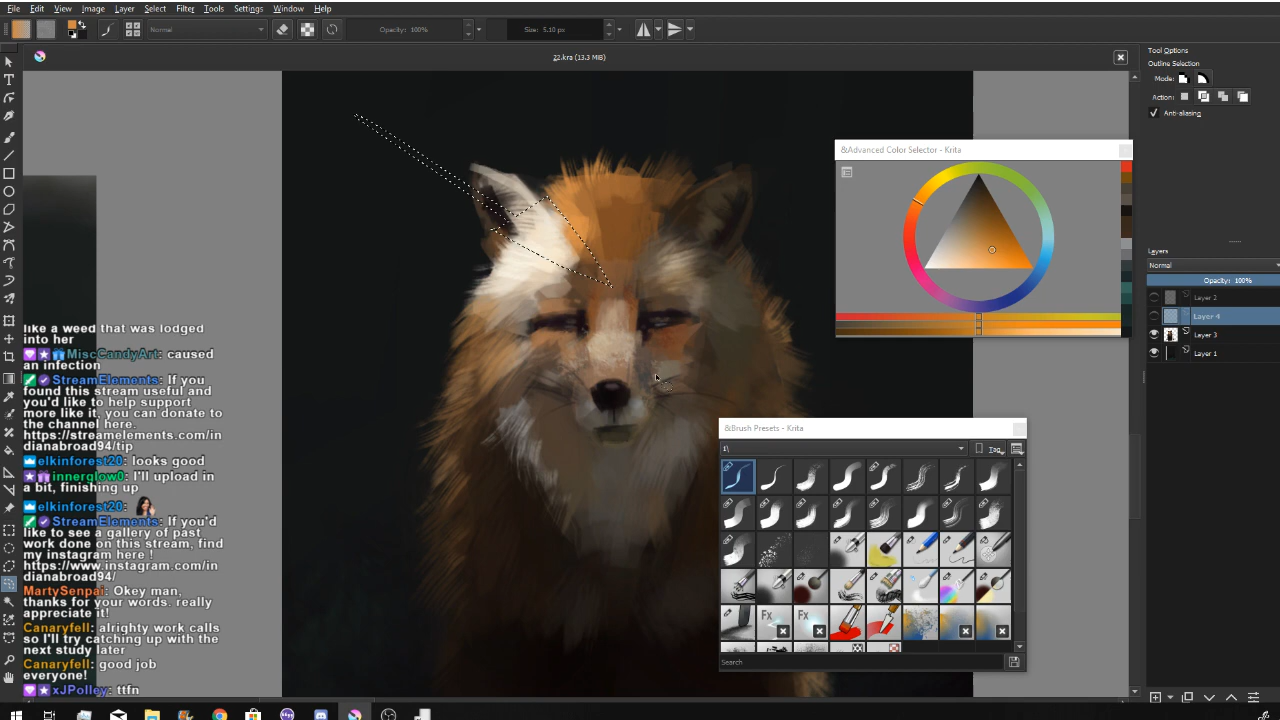 File Edit View Image Layer Select Filter Tools Settings Window Help
Normal
Opacity: 100%
Size: 5.10 px
22.kra (13.3 MiB)
Tool Options
Outline Selection
Mode:
Action:
Anti-aliasing
&Advanced Color Selector - Krita
Layers
Normal
Opacity: 100%
Layer 2
Layer 4
Layer 3
Layer 1
like a weed that was lodged
into her
MiscCandyArt: caused
an infection
StreamElements: If you
found this stream useful and
you'd like to help support
more like it, you can donate to
the channel here.
https://streamelements.com/in
dianabroad94/tip
elkinforest20: looks good
innerglow0: I'll upload in
a bit, finishing up
elkinforest20:
StreamElements: If you'd
like to see a gallery of past
work done on this stream, find
my instagram here !
https://www.instagram.com/in
dianabroad94/
MartySenpai: Okey man,
thanks for your words. really
appreciate it!
Canaryfell: alrighty work calls
so I'll try catching up with the
next study later
Canaryfell: good job
everyone!
xJPolley: ttfn
&Brush Presets - Krita
1\
Tag
Fx Fx
Search